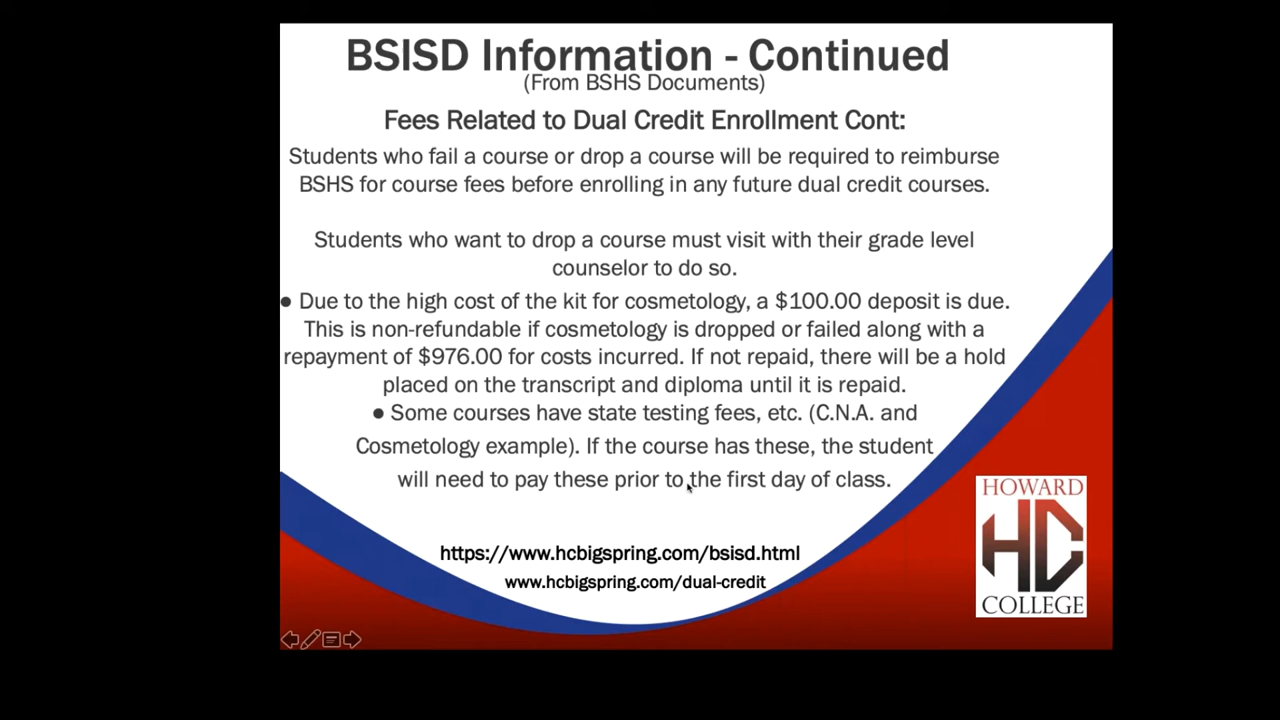 BSISD Information - Continued
(From BSHS Documents)
Fees Related to Dual Credit Enrollment Cont:
Students who fail a course or drop a course will be required to reimburse
BSHS for course fees before enrolling in any future dual credit courses.
Students who want to drop a course must visit with their grade level
counselor to do so.
● Due to the high cost of the kit for cosmetology, a $100.00 deposit is due.
This is non-refundable if cosmetology is dropped or failed along with a
repayment of $976.00 for costs incurred. If not repaid, there will be a hold
placed on the transcript and diploma until it is repaid.
● Some courses have state testing fees, etc. (C.N.A. and
Cosmetology example). If the course has these, the student
will need to pay these prior to the first day of class.
https://www.hcbigspring.com/bsisd.html
www.hcbigspring.com/dual-credit
HOWARD
HC
COLLEGE